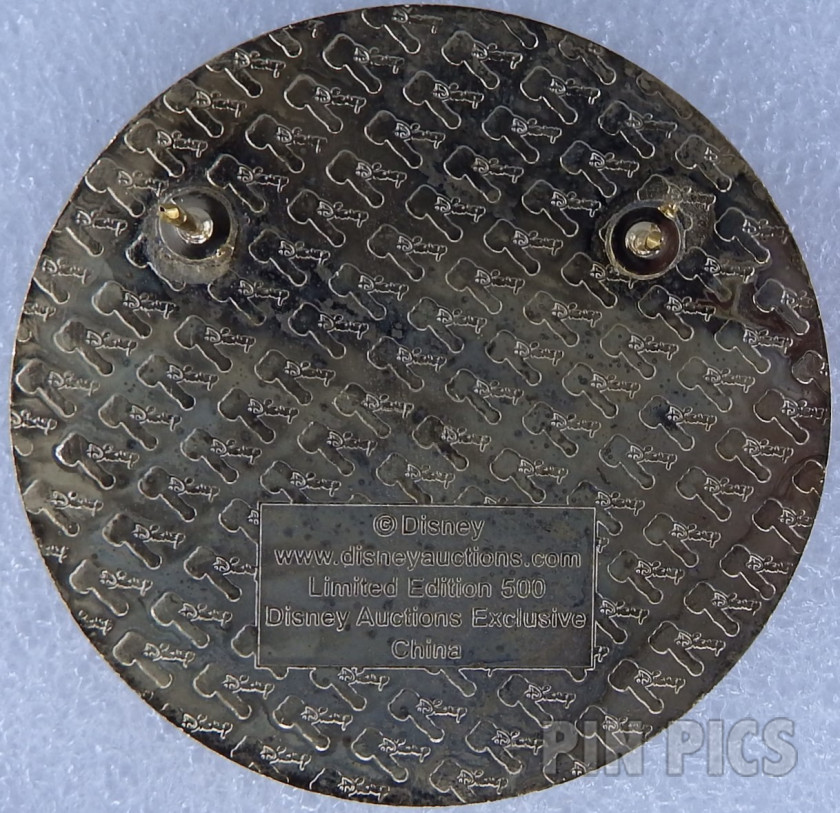 © Disney
www.disneyauctions.com
Limited Edition 500
Disney Auctions Exclusive
China
PIN PICS